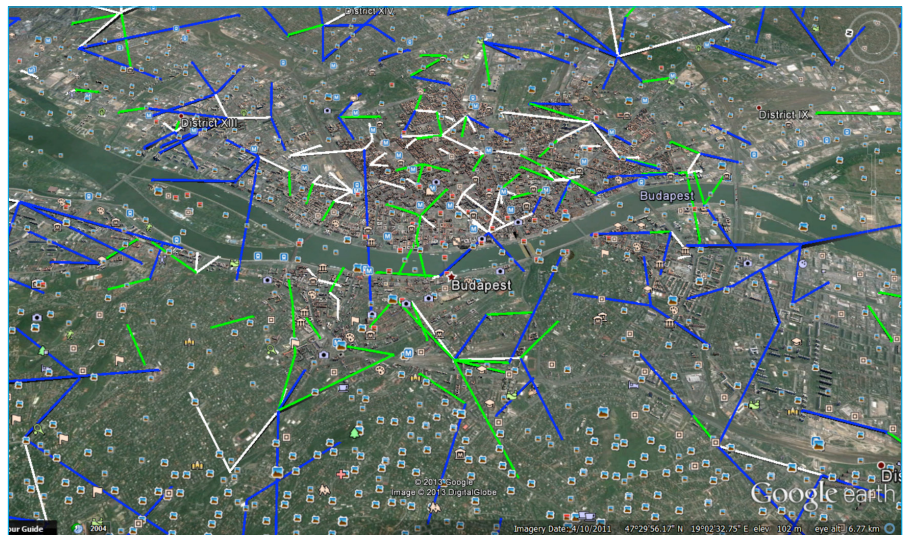 District XIV
N
District XIII
District IX
Budapest
Budapest
© 2013 Google
Image © 2013 DigitalGlobe
Google earth
Dis
our Guide
2004
Imagery Date: 4/10/2011 47°29'56.17" N 19°02'32.75" E elev 102 m eye alt 6.77 km